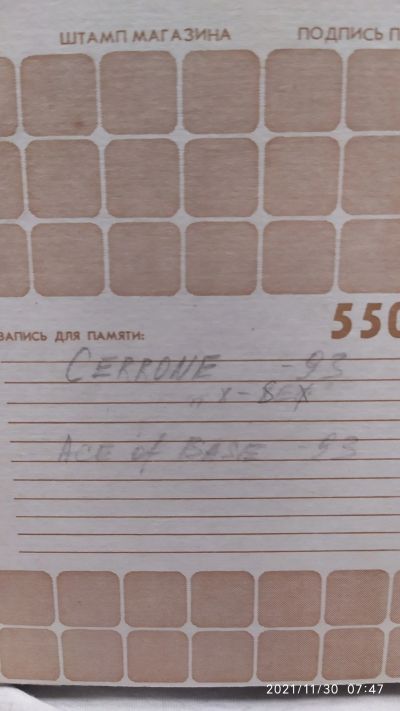 ШТАМП МАГАЗИНА ПОДПИСЬ П
550
ЗАПИСЬ ДЛЯ ПАМЯТИ:
CERRONE -93
"X-SEX"
ACE of BASE -93
2021/11/30 07:47